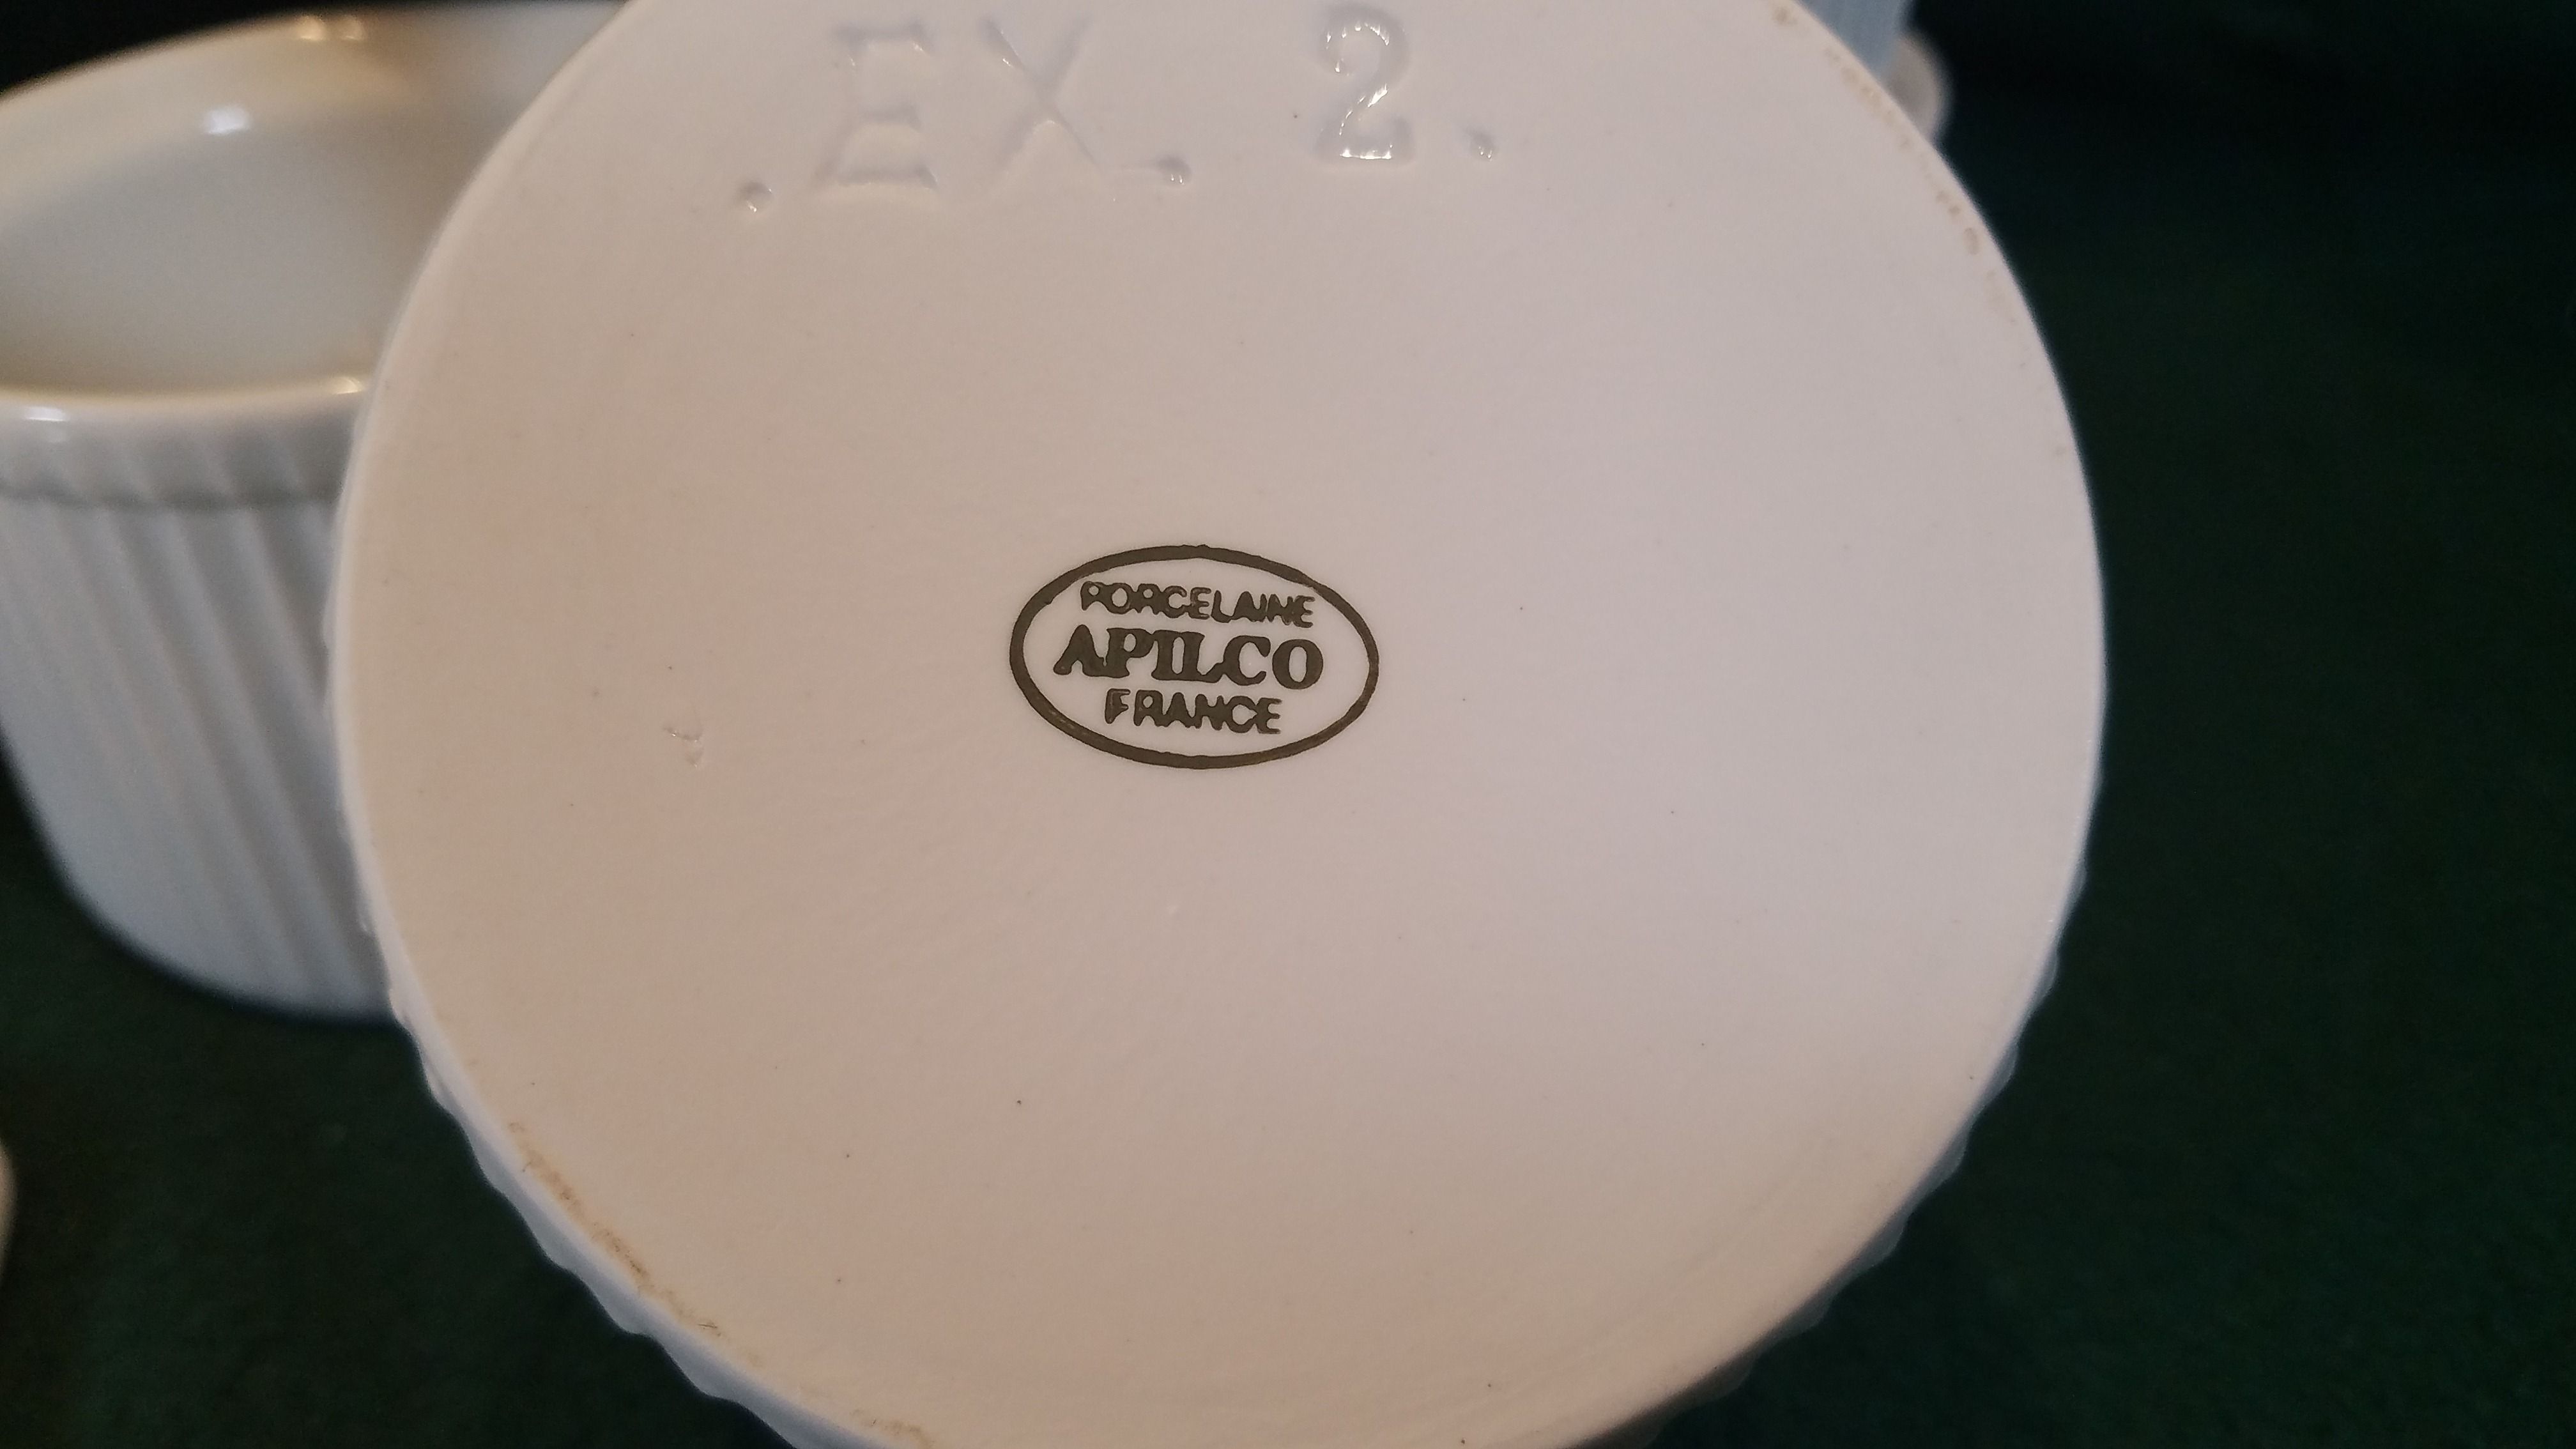 .EX. 2.
PORCELAINE
APILCO
FRANCE